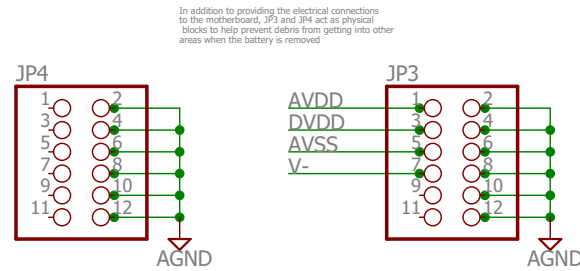 In addition to providing the electrical connections
to the motherboard, JP3 and JP4 act as physical
blocks to help prevent debris from getting into other
areas when the battery is removed
JP4
1 2
3 4
5 6
7 8
9 10
11 12
AGND
JP3
AVDD 1 2
DVDD 3 4
AVSS 5 6
V- 7 8
9 10
11 12
AGND